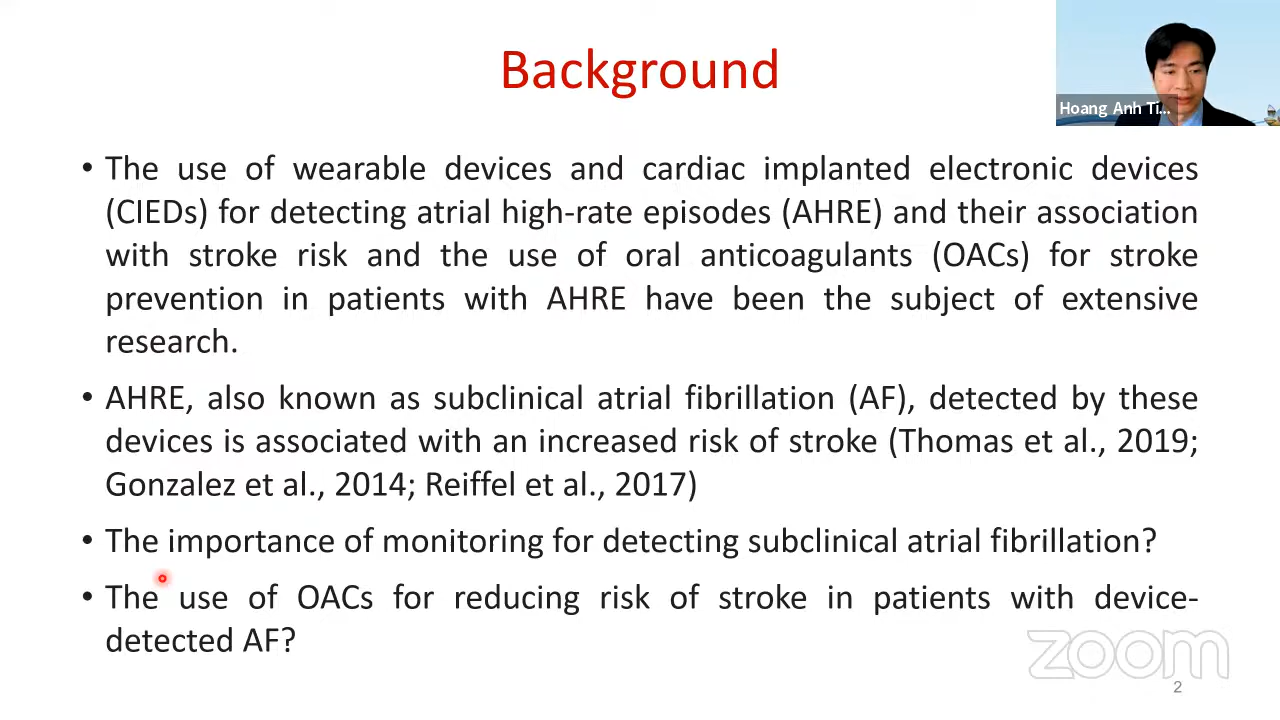 Background
Hoang Anh Ti...
• The use of wearable devices and cardiac implanted electronic devices
(CIEDs) for detecting atrial high-rate episodes (AHRE) and their association
with stroke risk and the use of oral anticoagulants (OACs) for stroke
prevention in patients with AHRE have been the subject of extensive
research.
• AHRE, also known as subclinical atrial fibrillation (AF), detected by these
devices is associated with an increased risk of stroke (Thomas et al., 2019;
Gonzalez et al., 2014; Reiffel et al., 2017)
• The importance of monitoring for detecting subclinical atrial fibrillation?
• The use of OACs for reducing risk of stroke in patients with device-
detected AF?
zoom
2